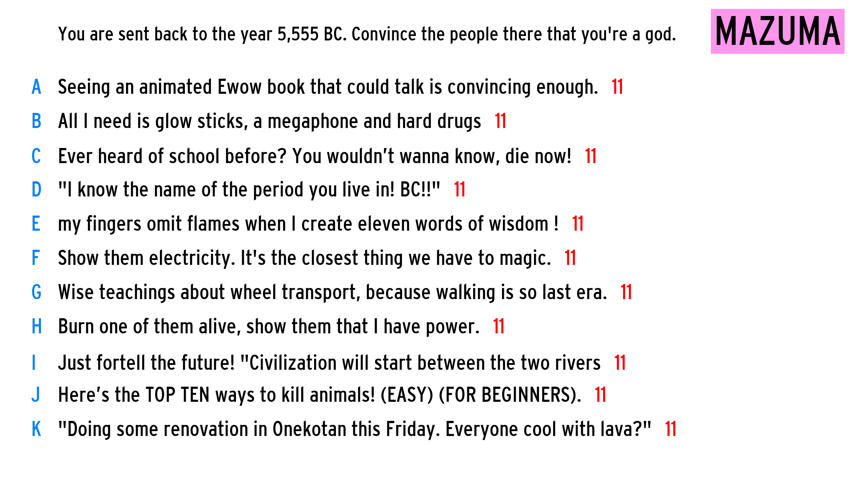 You are sent back to the year 5,555 BC. Convince the people there that you're a god.
MAZUMA
A Seeing an animated Ewow book that could talk is convincing enough. 11
B All I need is glow sticks, a megaphone and hard drugs 11
C Ever heard of school before? You wouldn’t wanna know, die now! 11
D "I know the name of the period you live in! BC!!" 11
E my fingers omit flames when I create eleven words of wisdom ! 11
F Show them electricity. It's the closest thing we have to magic. 11
G Wise teachings about wheel transport, because walking is so last era. 11
H Burn one of them alive, show them that I have power. 11
I Just fortell the future! "Civilization will start between the two rivers 11
J Here’s the TOP TEN ways to kill animals! (EASY) (FOR BEGINNERS). 11
K "Doing some renovation in Onekotan this Friday. Everyone cool with lava?" 11